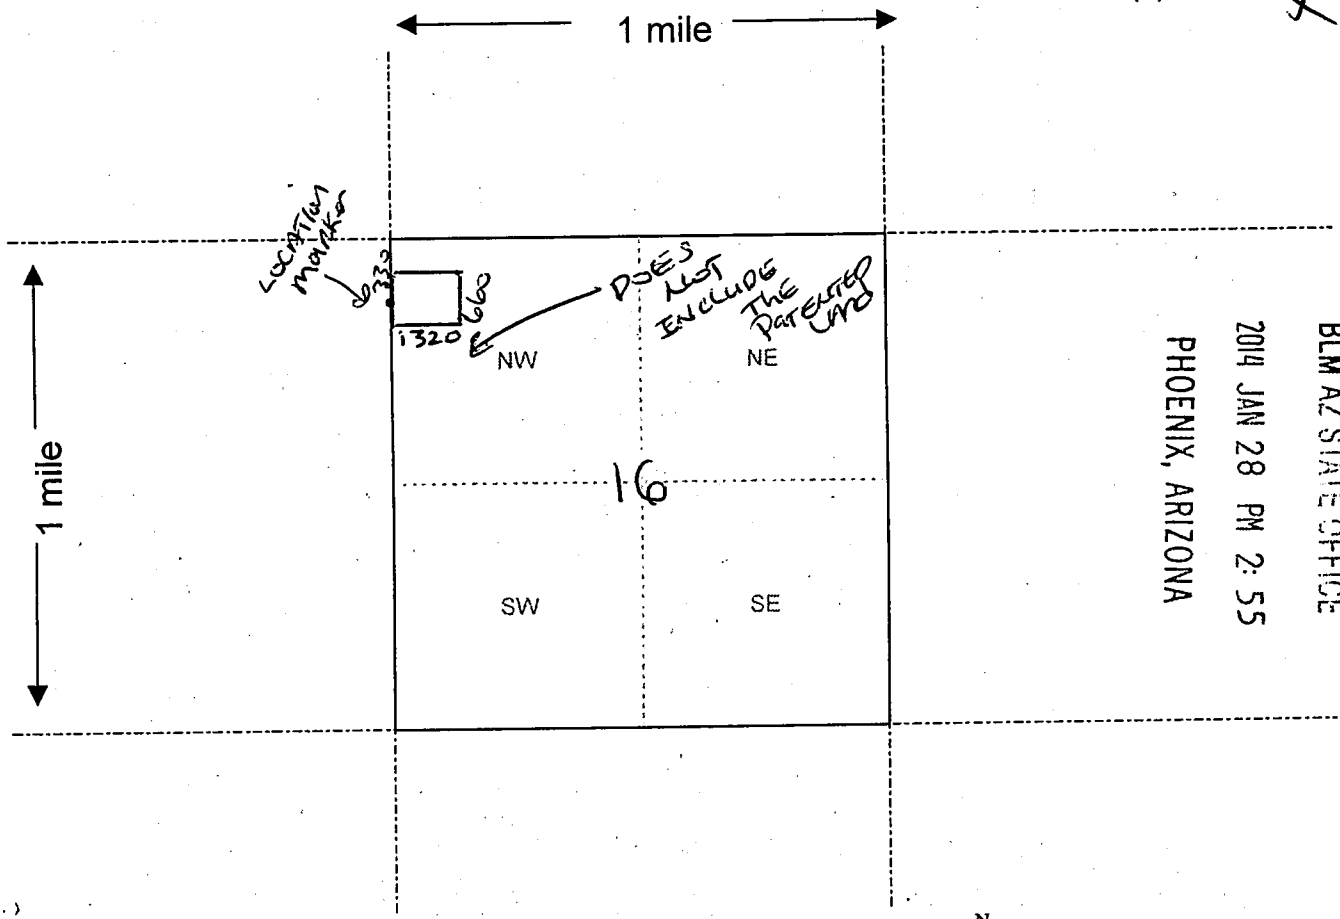 1 mile
LOCATION
marker
330
660
1320
DOES
NOT
INCLUDE
THE
PATENTED
LAND
NW
NE
1 mile
16
SW
SE
BLM AZ STATE OFFICE
2014 JAN 28 PM 2:55
PHOENIX, ARIZONA